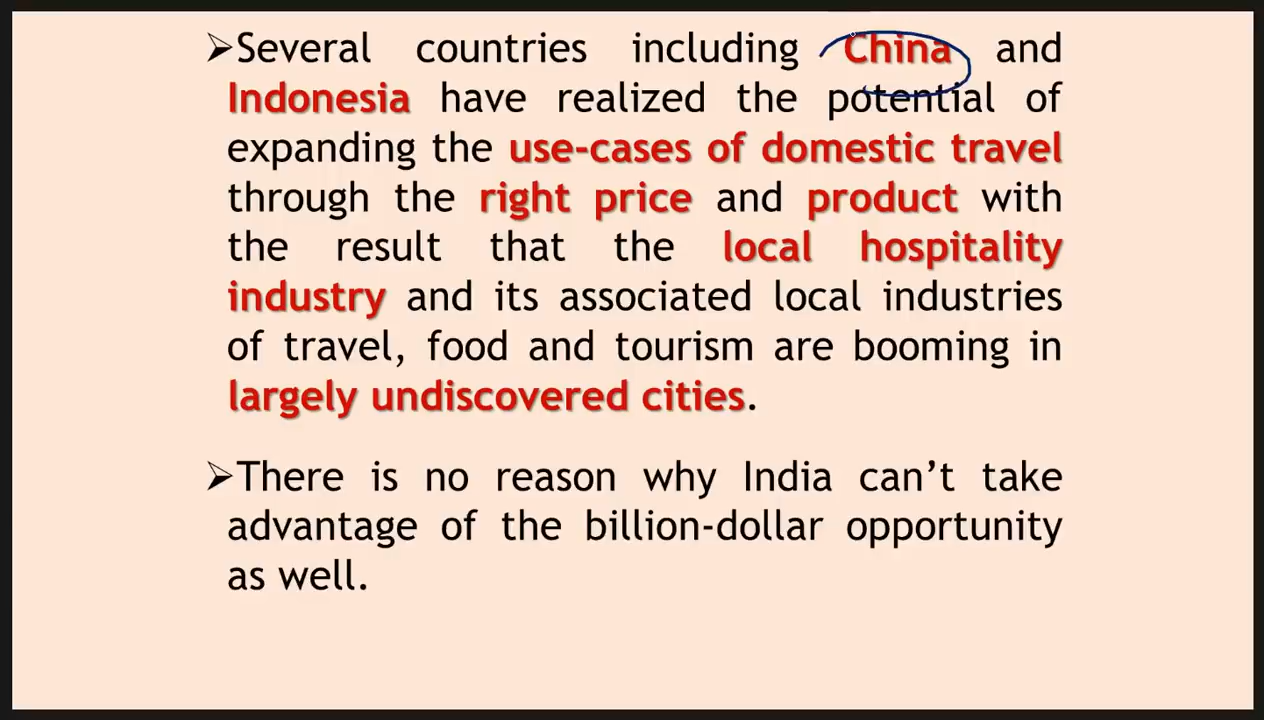 ➢Several countries including China and
Indonesia have realized the potential of
expanding the use-cases of domestic travel
through the right price and product with
the result that the local hospitality
industry and its associated local industries
of travel, food and tourism are booming in
largely undiscovered cities.
➢There is no reason why India can’t take
advantage of the billion-dollar opportunity
as well.